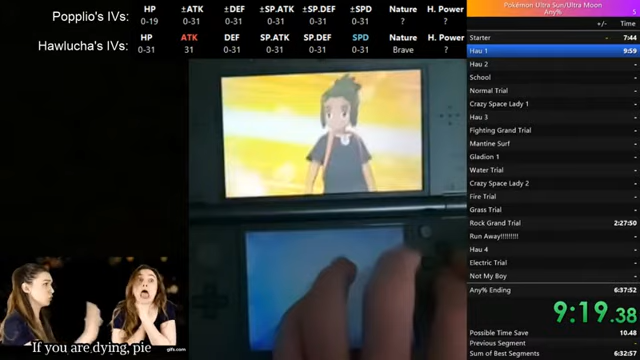 HP ±ATK ±DEF ±SP.ATK ±SP.DEF ±SPD Nature H. Power
Popplio's IVs:
0-19 0-31 0-31 0-31 0-31 0-31 ? ?
HP ATK DEF SP.ATK SP.DEF SPD Nature H. Power
Hawlucha's IVs:
0-31 31 0-31 0-31 0-31 0-31 Brave ?
If you are dying, pie
gifs.com
Pokémon Ultra Sun/Ultra Moon
Any% 5
+/- Time
Starter - 7:44
Hau 1 9:59
Hau 2 -
School -
Normal Trial -
Crazy Space Lady 1 -
Hau 3 -
Fighting Grand Trial -
Mantine Surf -
Gladion 1 -
Water Trial -
Crazy Space Lady 2 -
Fire Trial -
Grass Trial -
Rock Grand Trial 2:27:50
Run Away!!!!!!!!! -
Hau 4 -
Electric Trial -
Not My Boy -
Any% Ending 6:37:52
9:19.38
Possible Time Save 10.48
Previous Segment -
Sum of Best Segments 6:32:57